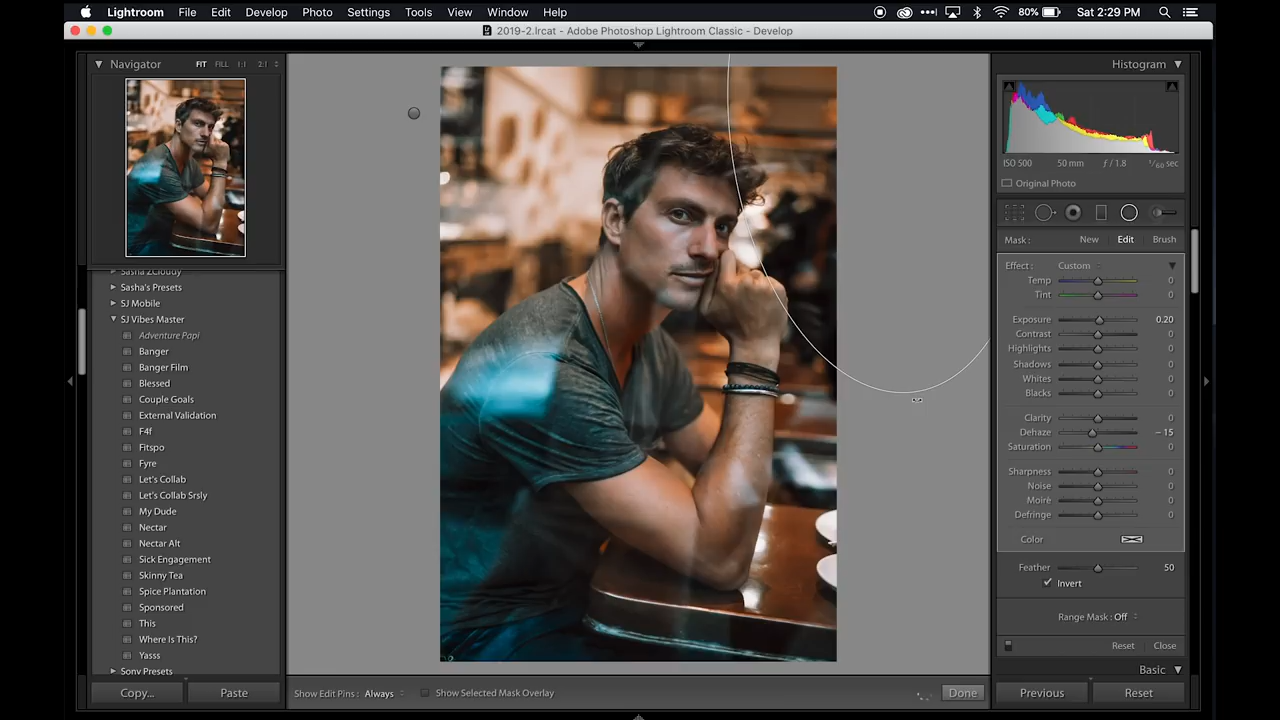 Lightroom File Edit Develop Photo Settings Tools View Window Help 80% Sat 2:29 PM
2019-2.lrcat - Adobe Photoshop Lightroom Classic - Develop
Navigator FIT FILL 1:1 2:1
Sasha ZCloudy
Sasha's Presets
SJ Mobile
SJ Vibes Master
Adventure Papi
Banger
Banger Film
Blessed
Couple Goals
External Validation
F4f
Fitspo
Fyre
Let's Collab
Let's Collab Srsly
My Dude
Nectar
Nectar Alt
Sick Engagement
Skinny Tea
Spice Plantation
Sponsored
This
Where Is This?
Yasss
Sony Presets
Copy... Paste
Show Edit Pins : Always Show Selected Mask Overlay Done
Histogram
ISO 500 50 mm ƒ / 1.8 1/60 sec
Original Photo
Mask : New Edit Brush
Effect : Custom
Temp 0
Tint 0
Exposure 0.20
Contrast 0
Highlights 0
Shadows 0
Whites 0
Blacks 0
Clarity 0
Dehaze – 15
Saturation 0
Sharpness 0
Noise 0
Moiré 0
Defringe 0
Color
Feather 50
Invert
Range Mask : Off
Reset Close
Basic
Previous Reset